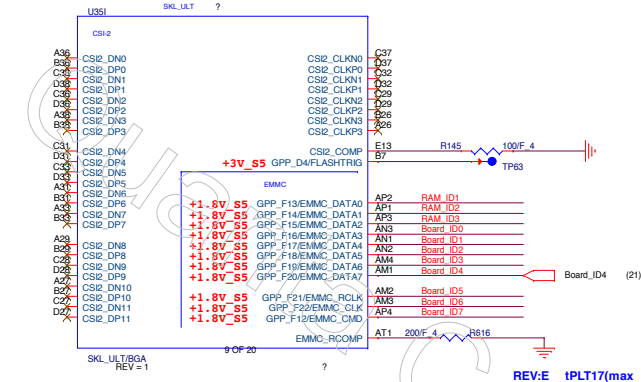 U35I SKL_ULT ?
CSI-2
A36 CSI2_DN0 CSI2_CLKN0 C37
B36 CSI2_DP0 CSI2_CLKP0 D37
C38 CSI2_DN1 CSI2_CLKN1 C32
D38 CSI2_DP1 CSI2_CLKP1 D32
C36 CSI2_DN2 CSI2_CLKN2 C29
D36 CSI2_DP2 CSI2_CLKP2 D29
A38 CSI2_DN3 CSI2_CLKN3 B26
B38 CSI2_DP3 CSI2_CLKP3 A26
C31 CSI2_DN4 CSI2_COMP E13 R145 100/F_4
D31 CSI2_DP4 +3V_S5 GPP_D4/FLASHTRIG B7 TP63
C33 CSI2_DN5
D33 CSI2_DP5 EMMC
A31 CSI2_DN6
B31 CSI2_DP6 +1.8V_S5 GPP_F13/EMMC_DATA0 AP2 RAM_ID1
A33 CSI2_DN7 +1.8V_S5 GPP_F14/EMMC_DATA1 AP1 RAM_ID2
B33 CSI2_DP7 +1.8V_S5 GPP_F15/EMMC_DATA2 AP3 RAM_ID3
+1.8V_S5 GPP_F16/EMMC_DATA3 AN3 Board_ID0
A29 CSI2_DN8 +1.8V_S5 GPP_F17/EMMC_DATA4 AN1 Board_ID1
B29 CSI2_DP8 +1.8V_S5 GPP_F18/EMMC_DATA5 AN2 Board_ID2
C28 CSI2_DN9 +1.8V_S5 GPP_F19/EMMC_DATA6 AM4 Board_ID3
D28 CSI2_DP9 +1.8V_S5 GPP_F20/EMMC_DATA7 AM1 Board_ID4 Board_ID4 (21)
A27 CSI2_DN10
B27 CSI2_DP10 +1.8V_S5 GPP_F21/EMMC_RCLK AM2 Board_ID5
C27 CSI2_DN11 +1.8V_S5 GPP_F22/EMMC_CLK AM3 Board_ID6
D27 CSI2_DP11 +1.8V_S5 GPP_F12/EMMC_CMD AP4 Board_ID7
EMMC_RCOMP AT1 200/F_4 R616
SKL_ULT/BGA 9 OF 20
REV = 1 ?
REV:E tPLT17(max